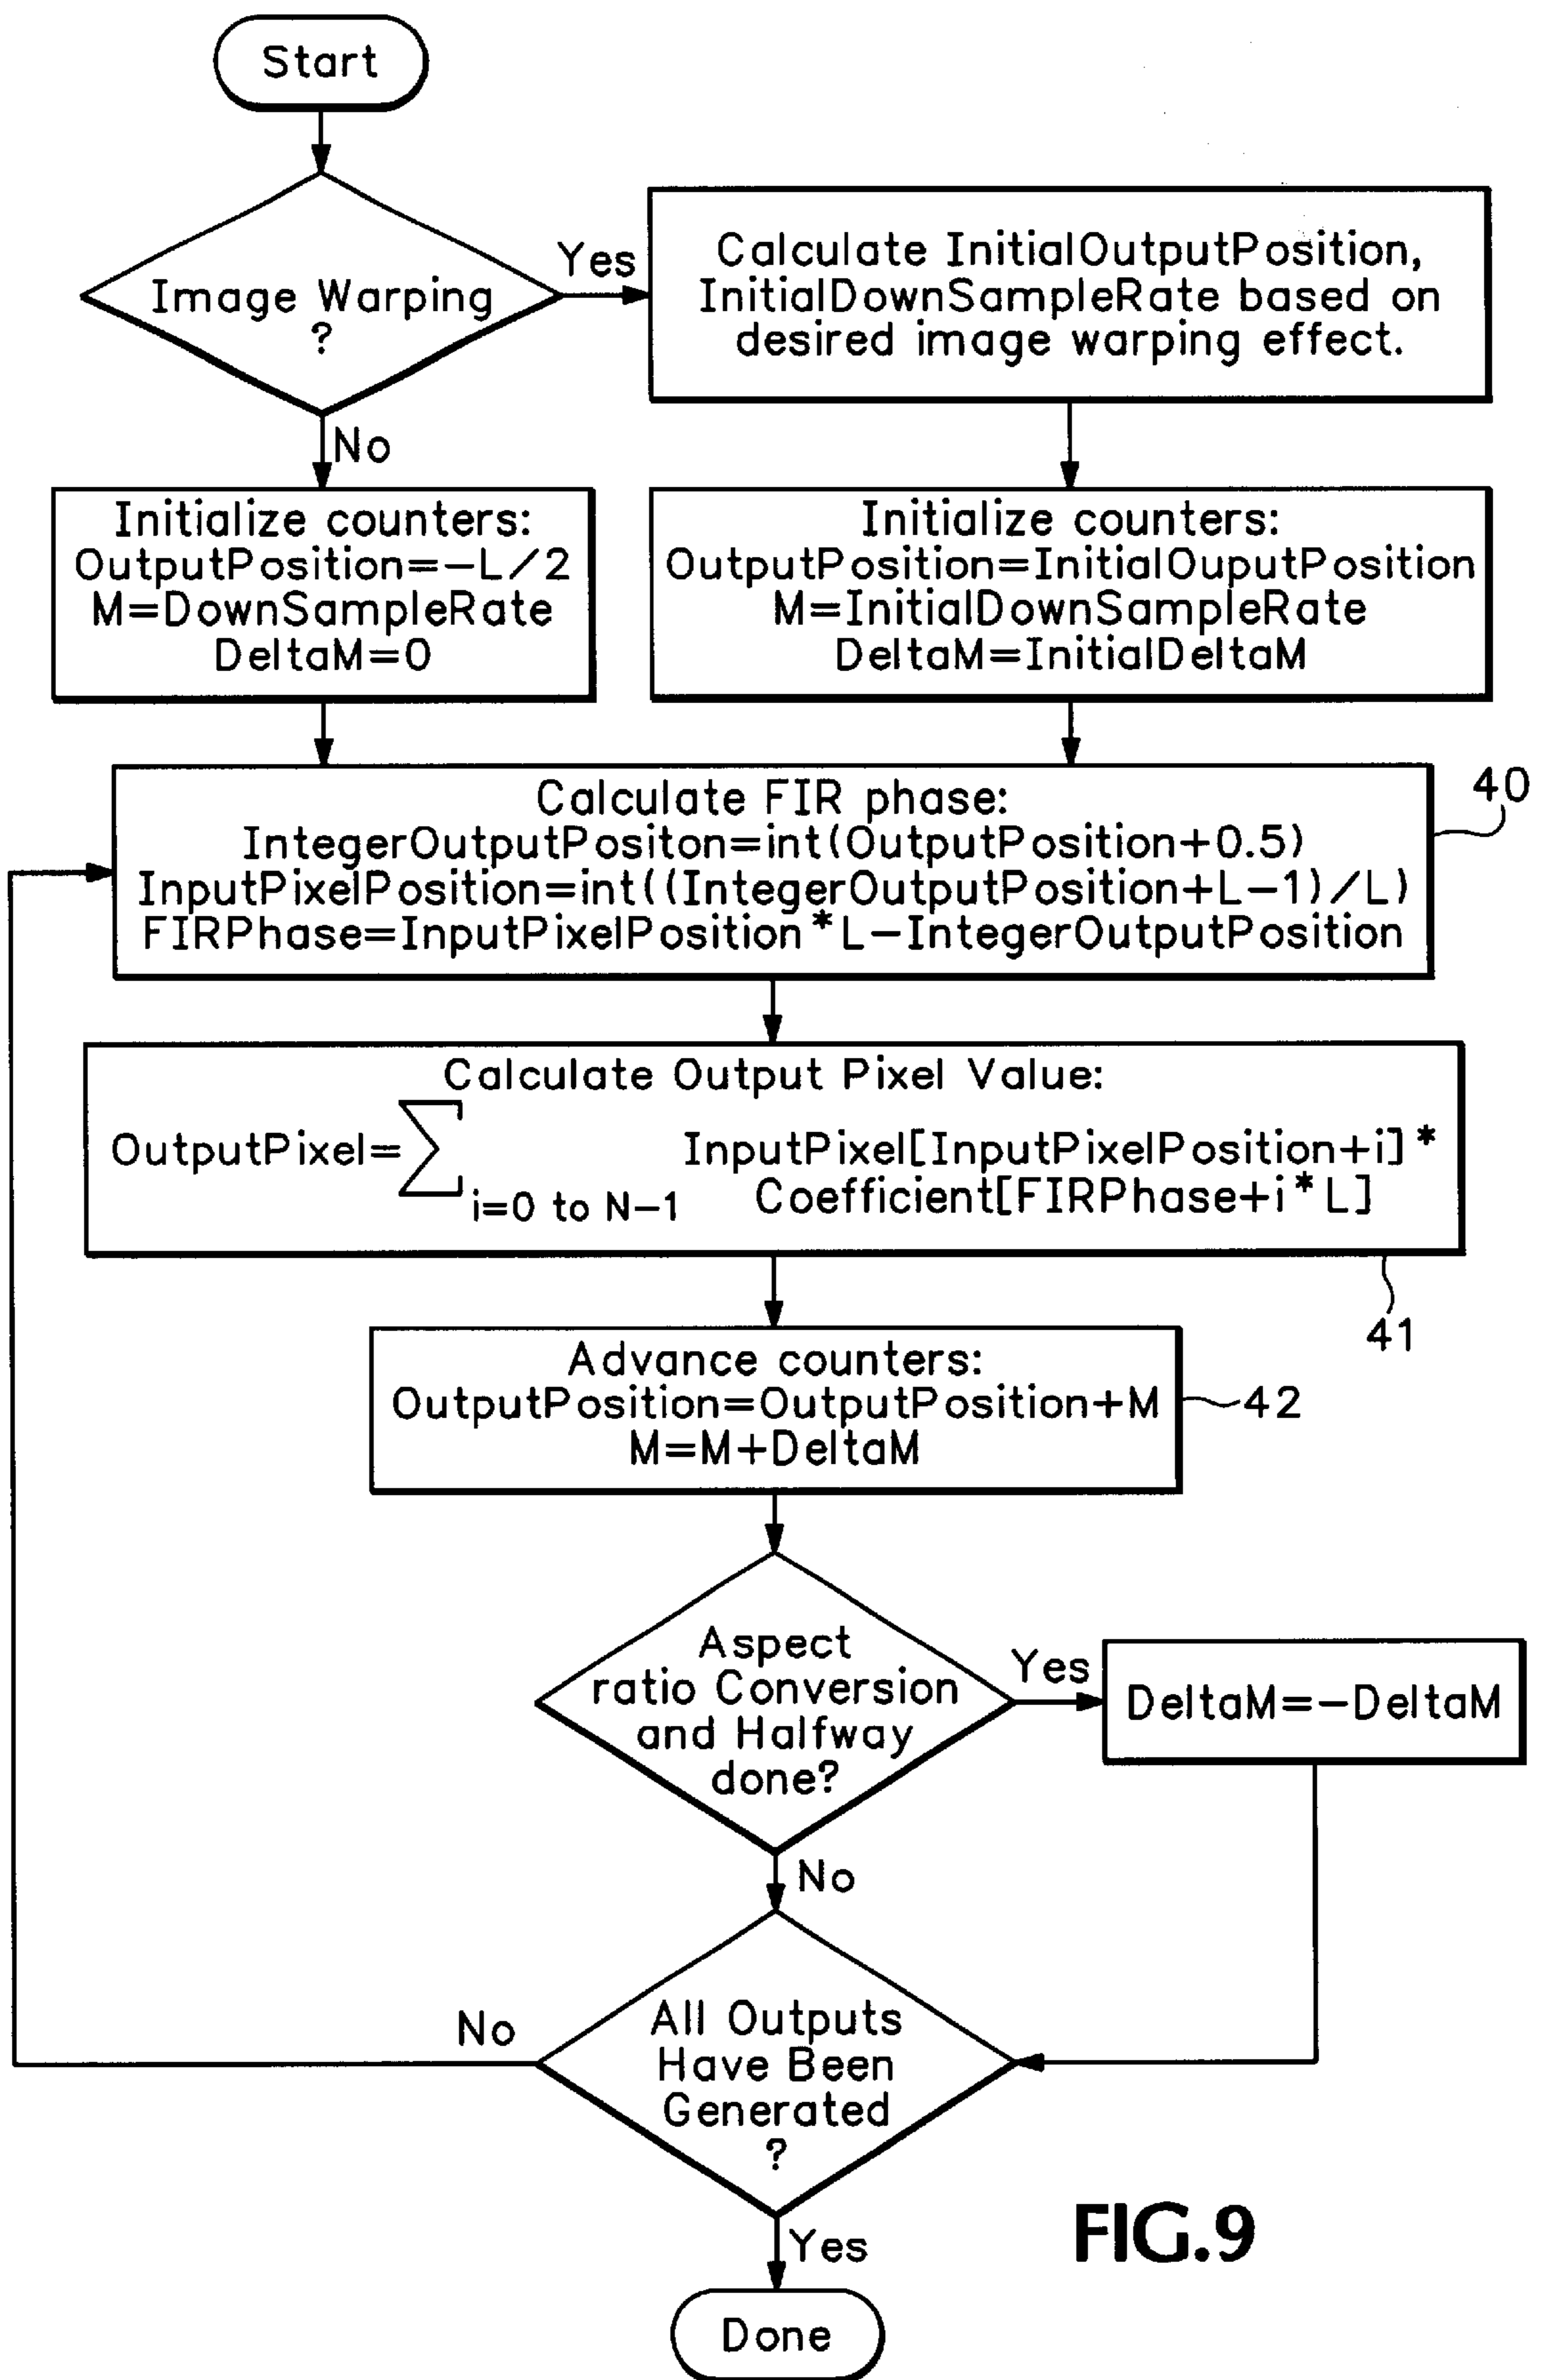 Start
Image Warping
?
Yes
Calculate InitialOutputPosition,
InitialDownSampleRate based on
desired image warping effect.
No
Initialize counters:
OutputPosition=-L/2
M=DownSampleRate
DeltaM=0
Initialize counters:
OutputPosition=InitialOuputPosition
M=InitialDownSampleRate
DeltaM=InitialDeltaM
Calculate FIR phase:
IntegerOutputPositon=int(OutputPosition+0.5)
InputPixelPosition=int((IntegerOutputPosition+L-1)/L)
FIRPhase=InputPixelPosition*L-IntegerOutputPosition
40
Calculate Output Pixel Value:
OutputPixel=∑ i=0 to N-1 InputPixel[InputPixelPosition+i]*
Coefficient[FIRPhase+i*L]
41
Advance counters:
OutputPosition=OutputPosition+M
M=M+DeltaM
42
Aspect
ratio Conversion
and Halfway
done?
Yes
DeltaM=-DeltaM
No
All Outputs
Have Been
Generated
?
No
Yes
Done
FIG.9